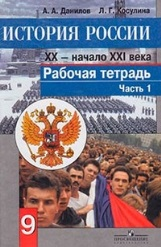 А. А. Данилов Л. Г. Косулина
ИСТОРИЯ РОССИИ
XX — начало XXI века
Рабочая тетрадь
Часть 1
9